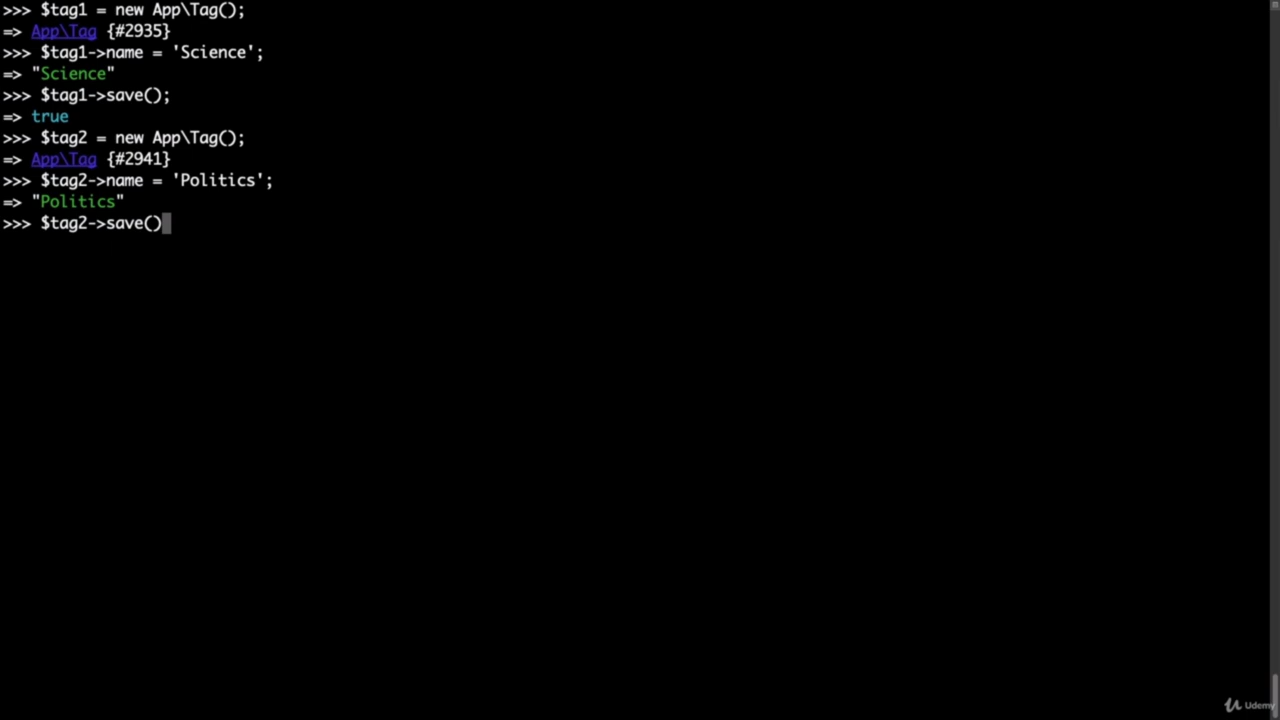 >>> $tag1 = new App\Tag();
=> App\Tag {#2935}
>>> $tag1->name = 'Science';
=> "Science"
>>> $tag1->save();
=> true
>>> $tag2 = new App\Tag();
=> App\Tag {#2941}
>>> $tag2->name = 'Politics';
=> "Politics"
>>> $tag2->save()
Udemy